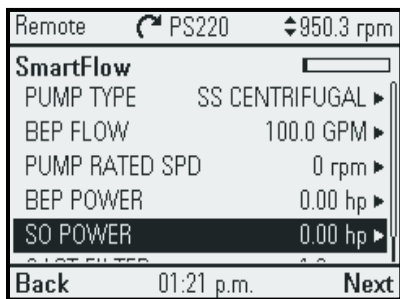 Remote PS220 950.3 rpm
SmartFlow
PUMP TYPE SS CENTRIFUGAL
BEP FLOW 100.0 GPM
PUMP RATED SPD 0 rpm
BEP POWER 0.00 hp
SO POWER 0.00 hp
Back 01:21 p.m. Next